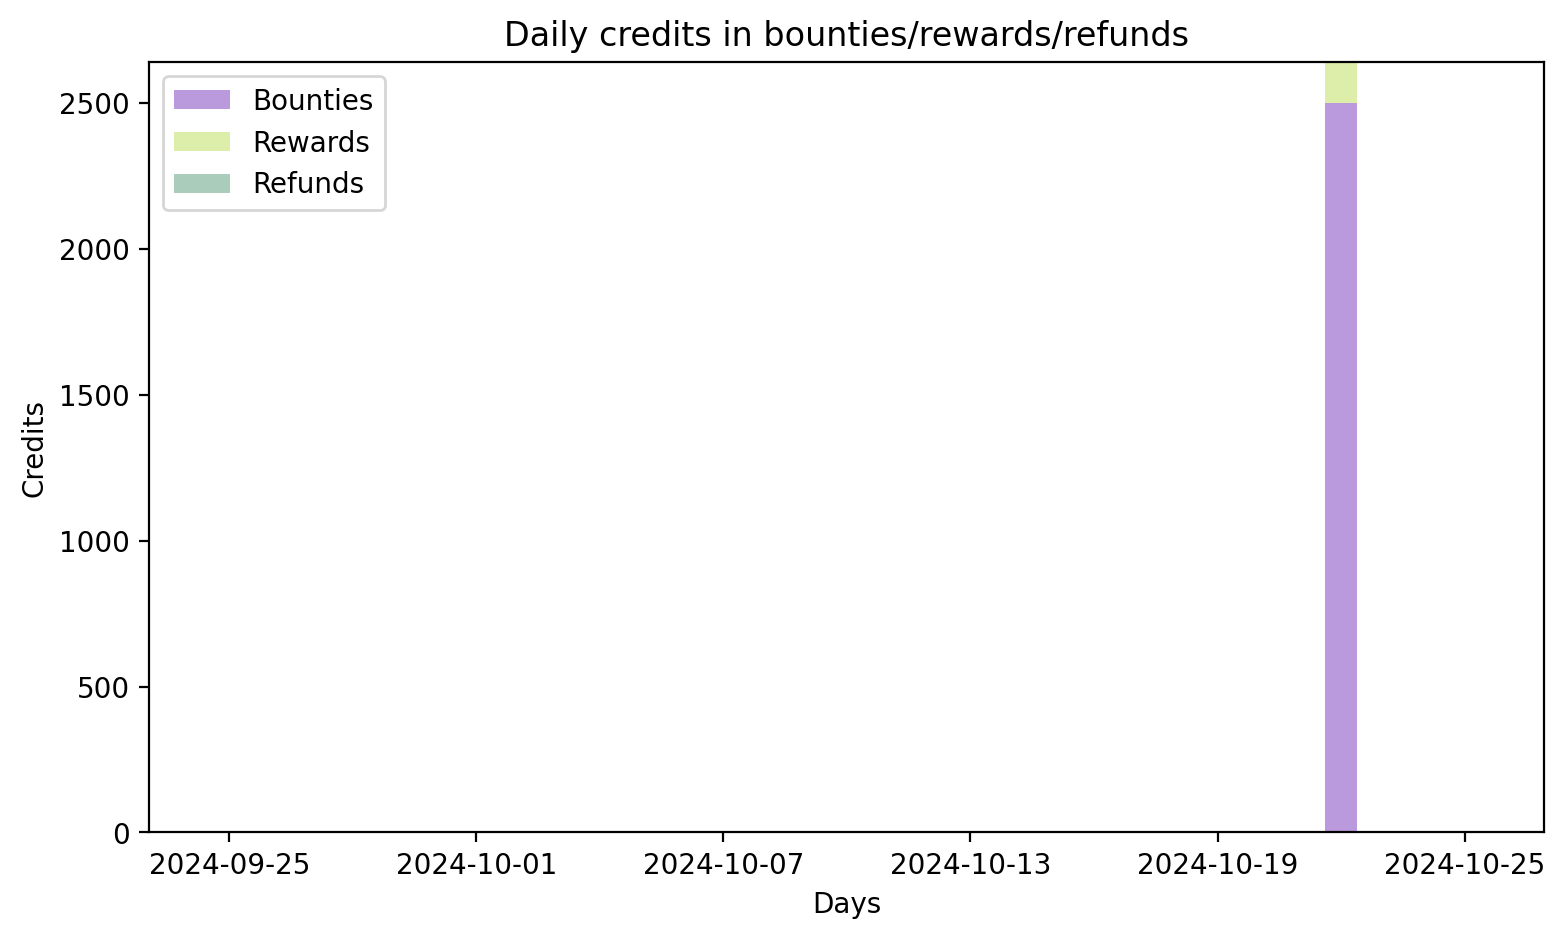 Daily credits in bounties/rewards/refunds
Bounties
Rewards
Refunds
2500
2000
1500
1000
500
0
Credits
2024-09-25 2024-10-01 2024-10-07 2024-10-13 2024-10-19 2024-10-25
Days